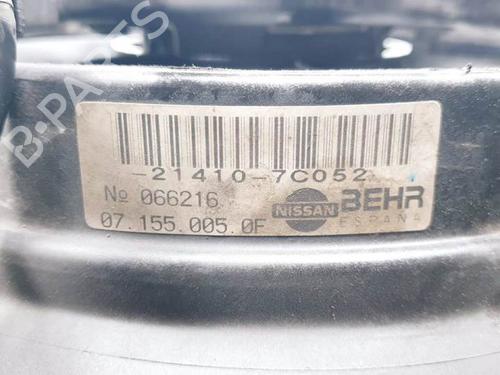 B-PARTS
-21410-7C052
№ 066216
07.155.005.0F
NISSAN
BEHR
ESPAÑA